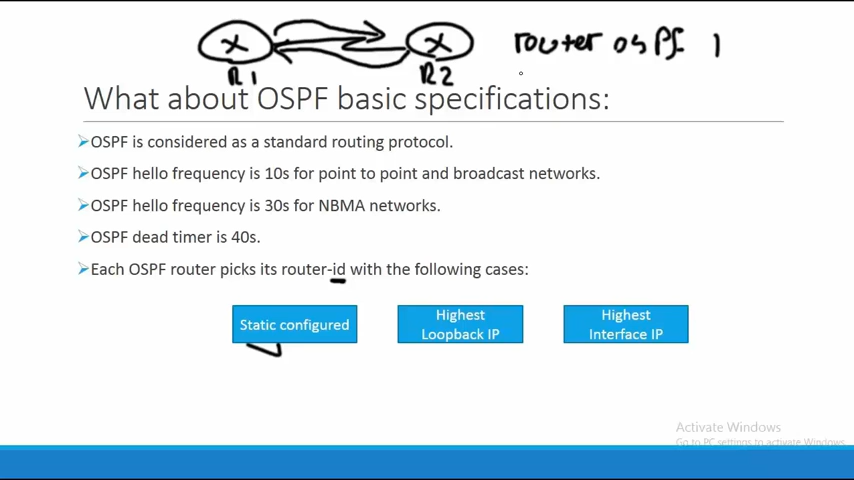 X X router ospf 1
R1 R2
What about OSPF basic specifications:
OSPF is considered as a standard routing protocol.
OSPF hello frequency is 10s for point to point and broadcast networks.
OSPF hello frequency is 30s for NBMA networks.
OSPF dead timer is 40s.
Each OSPF router picks its router-id with the following cases:
Static configured
Highest
Loopback IP
Highest
Interface IP
Activate Windows
Go to PC settings to activate Windows.